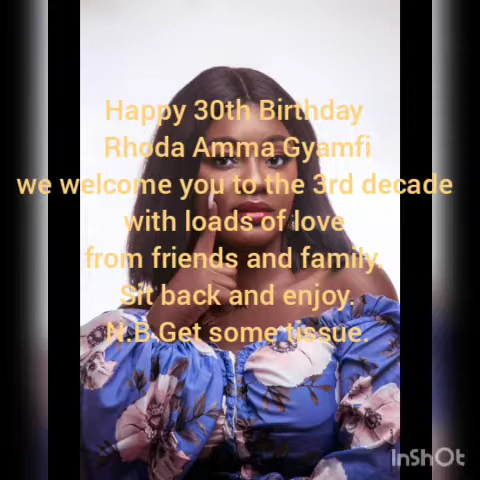 Happy 30th Birthday
Rhoda Amma Gyamfi
we welcome you to the 3rd decade
with loads of love
from friends and family.
Sit back and enjoy.
N.B Get some tissue.
InShOt